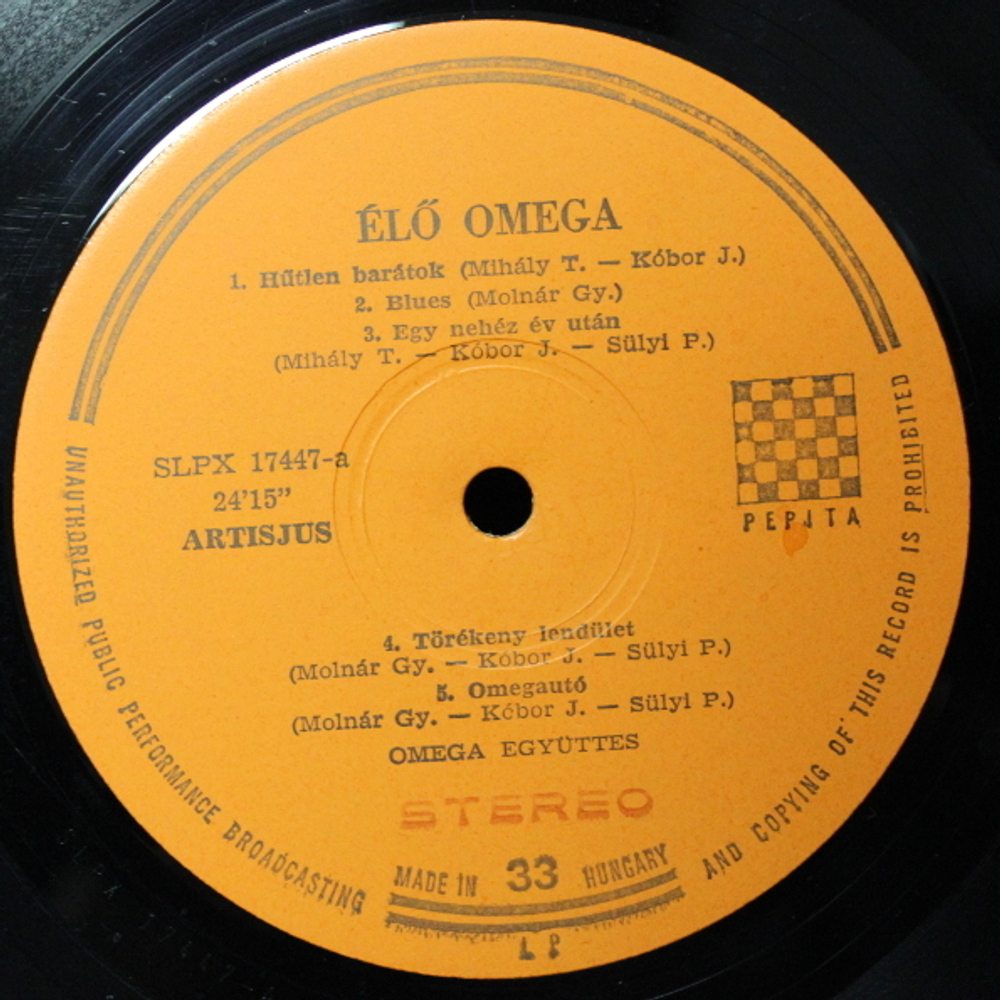 ÉLŐ OMEGA
1. Hűtlen barátok (Mihály T. — Kóbor J.)
2. Blues (Molnár Gy.)
3. Egy nehéz év után
(Mihály T. — Kóbor J. — Sülyi P.)
SLPX 17447-a
24'15”
ARTISJUS
PEPITA
4. Törékeny lendület
(Molnár Gy. — Kóbor J. — Sülyi P.)
5. Omegautó
(Molnár Gy. — Kóbor J. — Sülyi P.)
OMEGA EGYÜTTES
STEREO
MADE IN 33 HUNGARY
LP
UNAUTHORIZED PUBLIC PERFORMANCE BROADCASTING AND COPYING OF THIS RECORD IS PROHIBITED